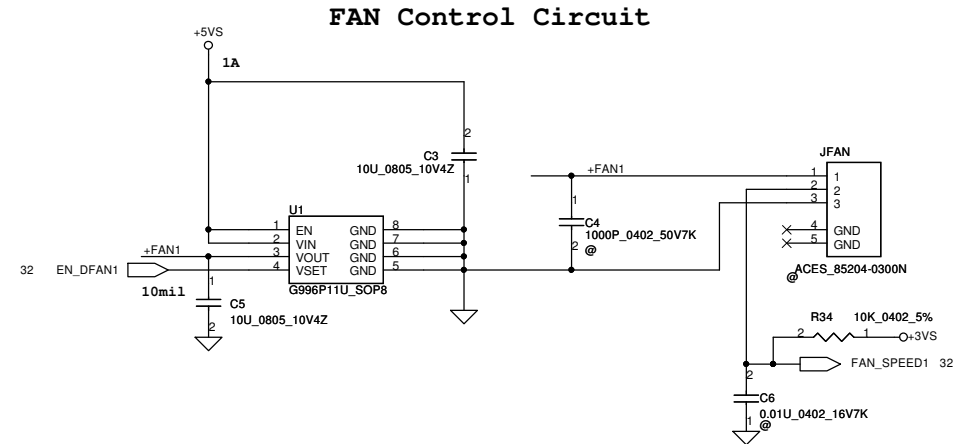 FAN Control Circuit
+5VS
1A
2
C3
10U_0805_10V4Z
1
U1
1 EN GND 8
2 VIN GND 7
3 VOUT GND 6
4 VSET GND 5
G996P11U_SOP8
+FAN1
32 EN_DFAN1
10mil
1
C5
10U_0805_10V4Z
2
+FAN1
1
C4
1000P_0402_50V7K
2
@
JFAN
1 1
2 2
3 3
4 GND
5 GND
@ACES_85204-0300N
R34 10K_0402_5%
2 1 +3VS
FAN_SPEED1 32
2
C6
0.01U_0402_16V7K
1
@